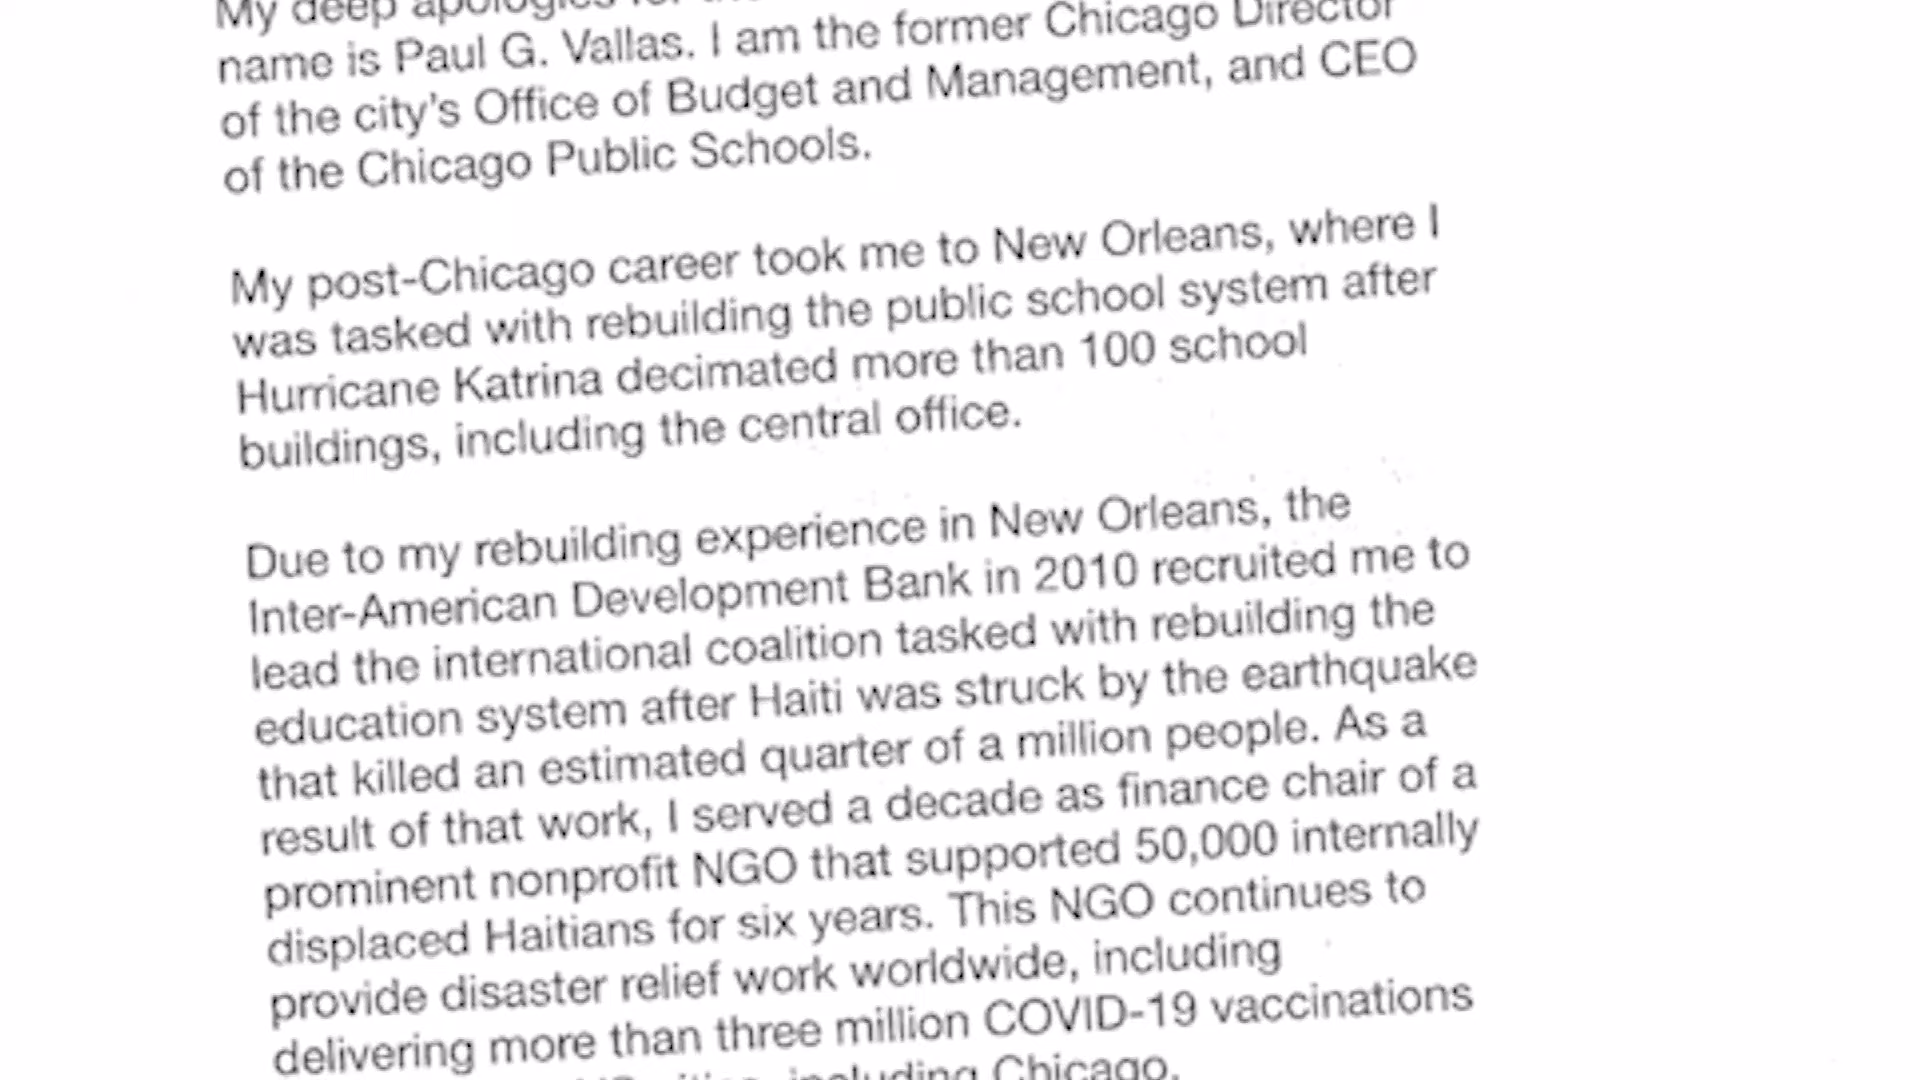 My deep apologies for the
name is Paul G. Vallas. I am the former Chicago Director
of the city's Office of Budget and Management, and CEO
of the Chicago Public Schools.
My post-Chicago career took me to New Orleans, where I
was tasked with rebuilding the public school system after
Hurricane Katrina decimated more than 100 school
buildings, including the central office.
Due to my rebuilding experience in New Orleans, the
Inter-American Development Bank in 2010 recruited me to
lead the international coalition tasked with rebuilding the
education system after Haiti was struck by the earthquake
that killed an estimated quarter of a million people. As a
result of that work, I served a decade as finance chair of a
prominent nonprofit NGO that supported 50,000 internally
displaced Haitians for six years. This NGO continues to
provide disaster relief work worldwide, including
delivering more than three million COVID-19 vaccinations
including Chicago.